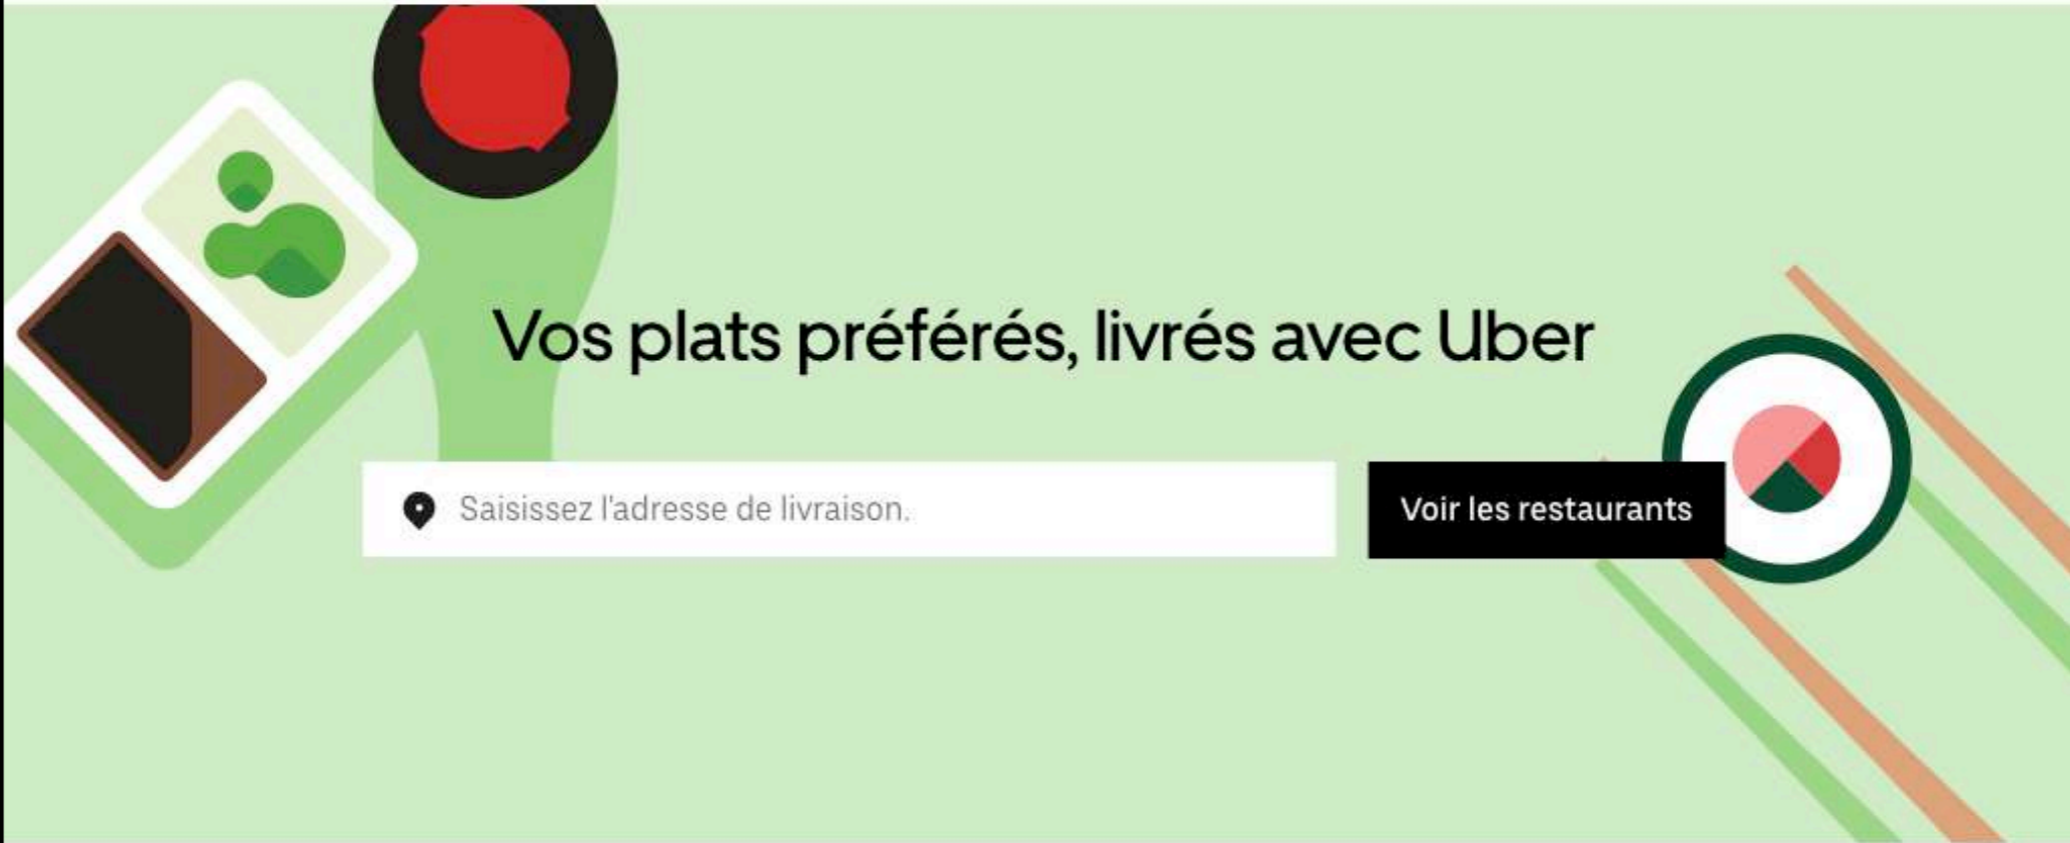 Vos plats préférés, livrés avec Uber
Saisissez l'adresse de livraison.
Voir les restaurants